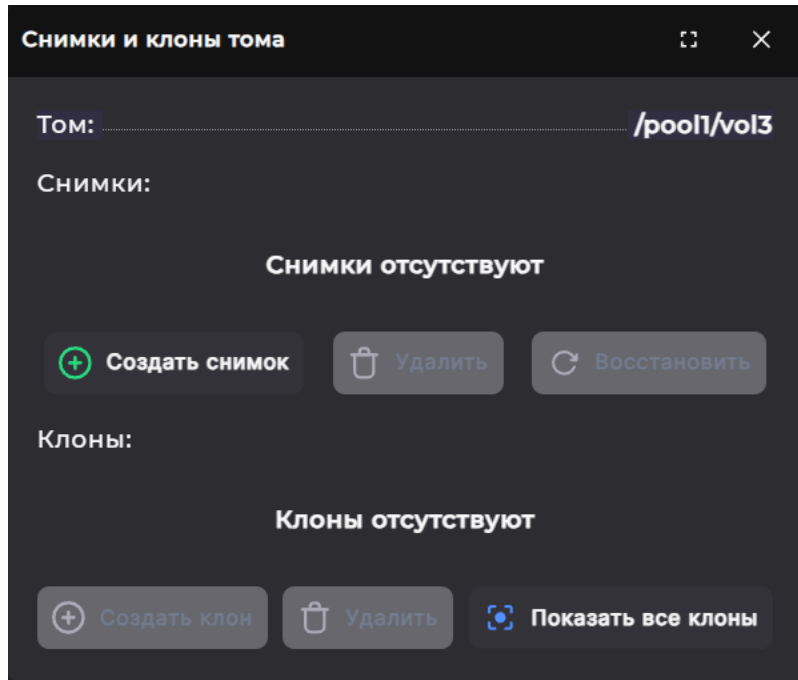 Снимки и клоны тома
Том: /pool1/vol3
Снимки:
Снимки отсутствуют
Создать снимок Удалить Восстановить
Клоны:
Клоны отсутствуют
Создать клон Удалить Показать все клоны